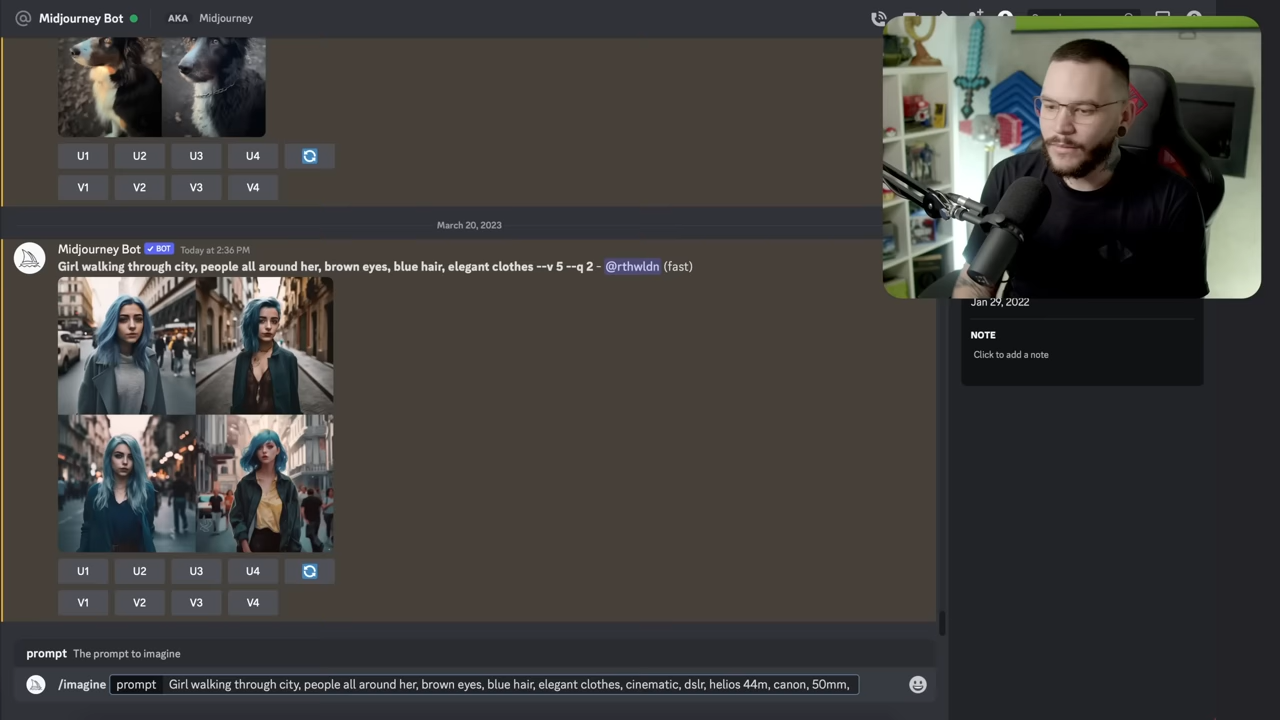 Midjourney Bot
AKA Midjourney
U1 U2 U3 U4
V1 V2 V3 V4
March 20, 2023
Midjourney Bot ✓ BOT Today at 2:36 PM
Girl walking through city, people all around her, brown eyes, blue hair, elegant clothes --v 5 --q 2 - @rthwldn (fast)
U1 U2 U3 U4
V1 V2 V3 V4
Jan 29, 2022
NOTE
Click to add a note
prompt The prompt to imagine
/imagine prompt Girl walking through city, people all around her, brown eyes, blue hair, elegant clothes, cinematic, dslr, helios 44m, canon, 50mm,